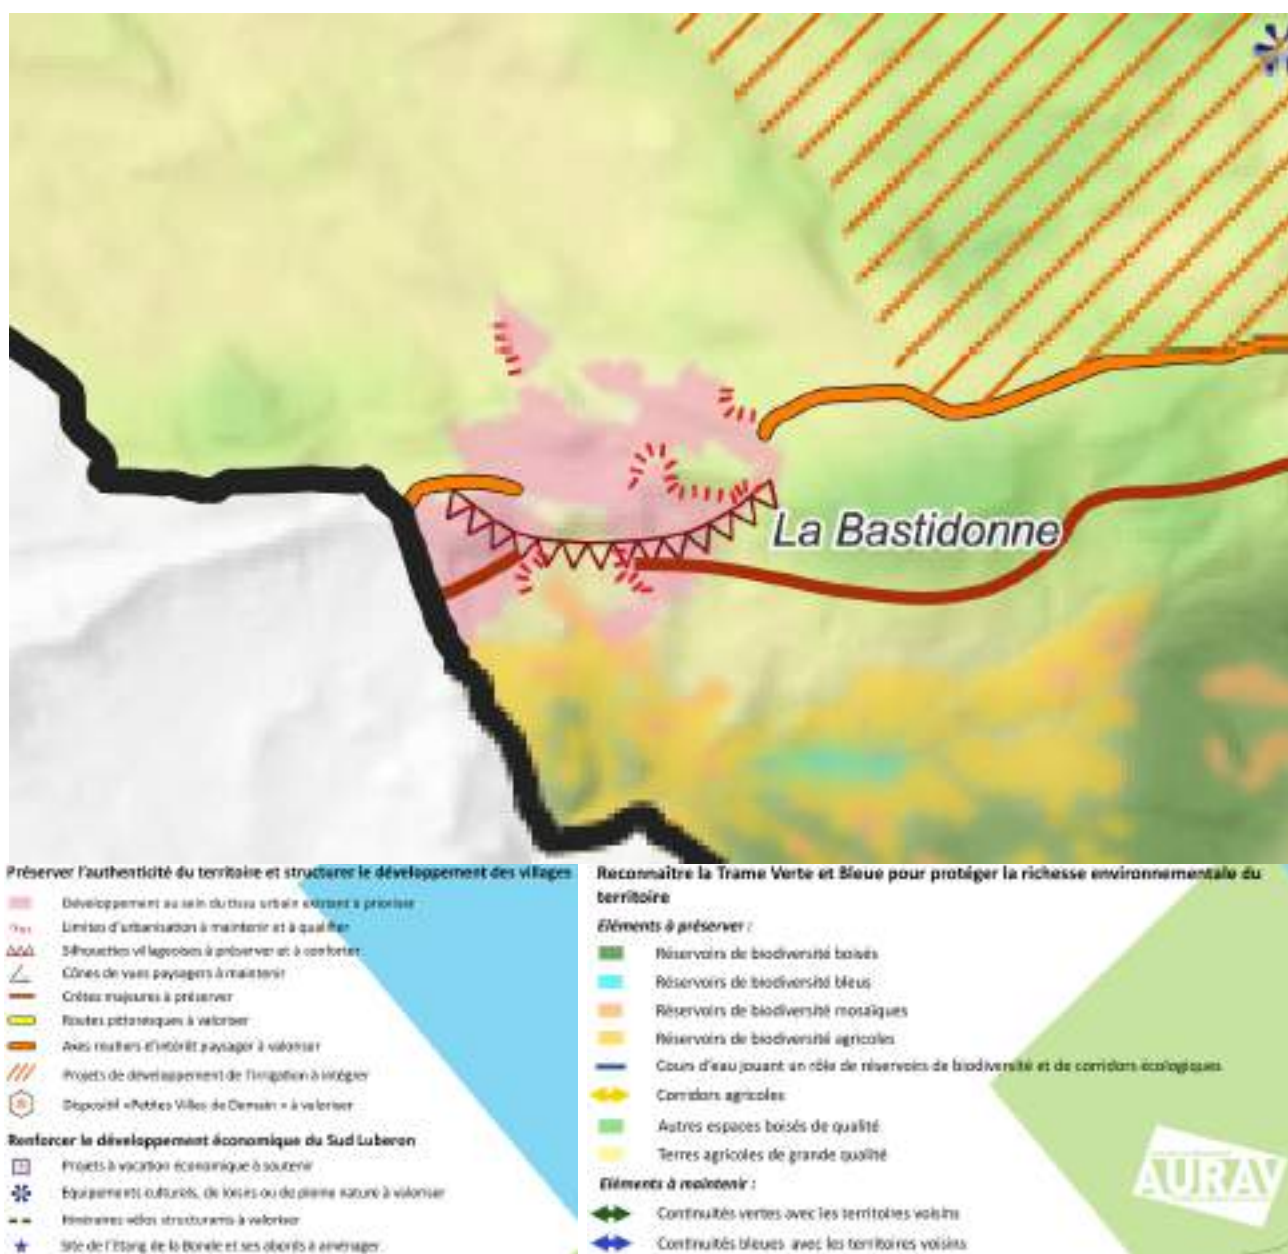 La Bastidonne
Préserver l'authenticité du territoire et structurer le développement des villages
Développement au sein du tissu urbain existant à prioriser
Limites d'urbanisation à maintenir et à qualifier
Silhouettes villageoises à préserver et à conforter
Cônes de vues paysagers à maintenir
Crêtes majeures à préserver
Routes pittoresques à valoriser
Axes routiers d'intérêt paysager à valoriser
Projets de développement de l'irrigation à intégrer
Dispositif «Petites Villes de Demain » à valoriser
Renforcer le développement économique du Sud Luberon
Projets à vocation économique à soutenir
Equipements culturels, de loisirs ou de pleine nature à valoriser
Itinéraires vélos structurants à valoriser
Site de l'Etang de la Bonde et ses abords à aménager
Reconnaître la Trame Verte et Bleue pour protéger la richesse environnementale du
territoire
Eléments à préserver :
Réservoirs de biodiversité boisés
Réservoirs de biodiversité bleus
Réservoirs de biodiversité mosaïques
Réservoirs de biodiversité agricoles
Cours d'eau jouant un rôle de réservoirs de biodiversité et de corridors écologiques
Corridors agricoles
Autres espaces boisés de qualité
Terres agricoles de grande qualité
Eléments à maintenir :
Continuités vertes avec les territoires voisins
Continuités bleues avec les territoires voisins
AURAV